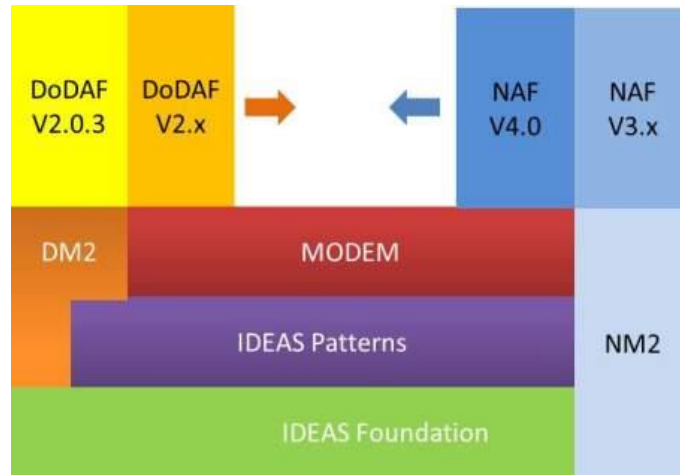 DoDAF
V2.0.3
DoDAF
V2.x
NAF
V4.0
NAF
V3.x
DM2
MODEM
IDEAS Patterns
NM2
IDEAS Foundation